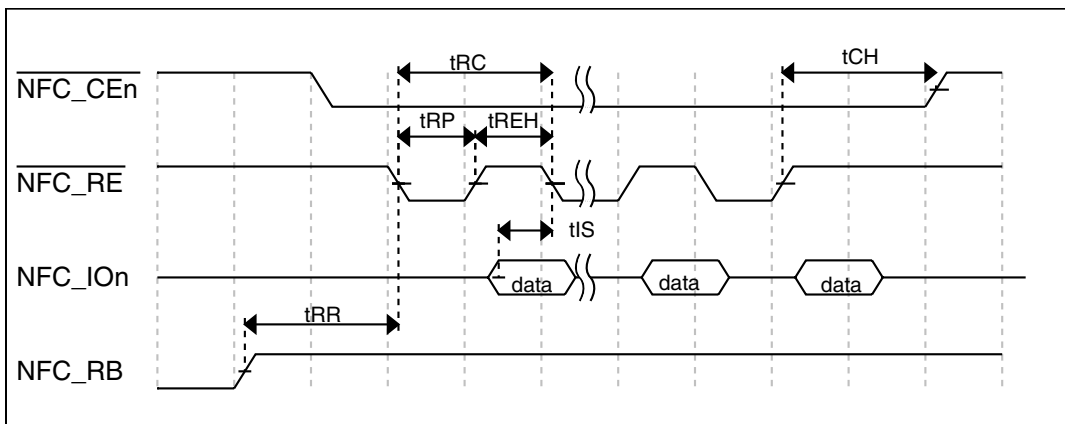 tRC
tCH
NFC_CEn
tRP
tREH
NFC_RE
tIS
NFC_IOn
data
data
data
tRR
NFC_RB